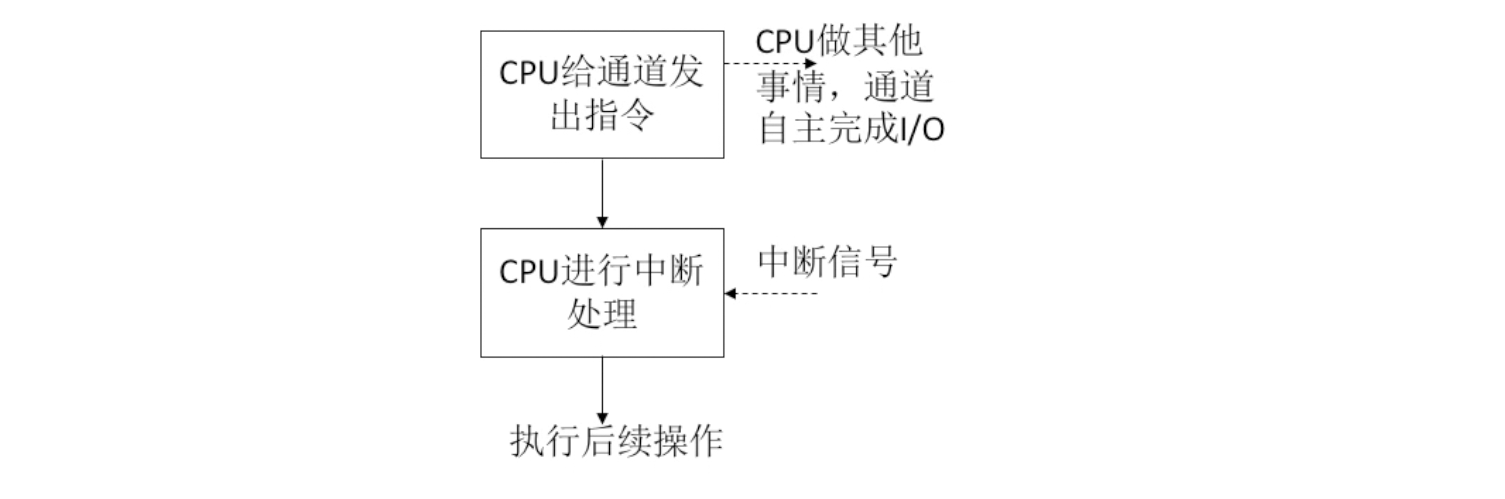 CPU给通道发
出指令
CPU做其他
事情，通道
自主完成I/O
CPU进行中断
处理
中断信号
执行后续操作